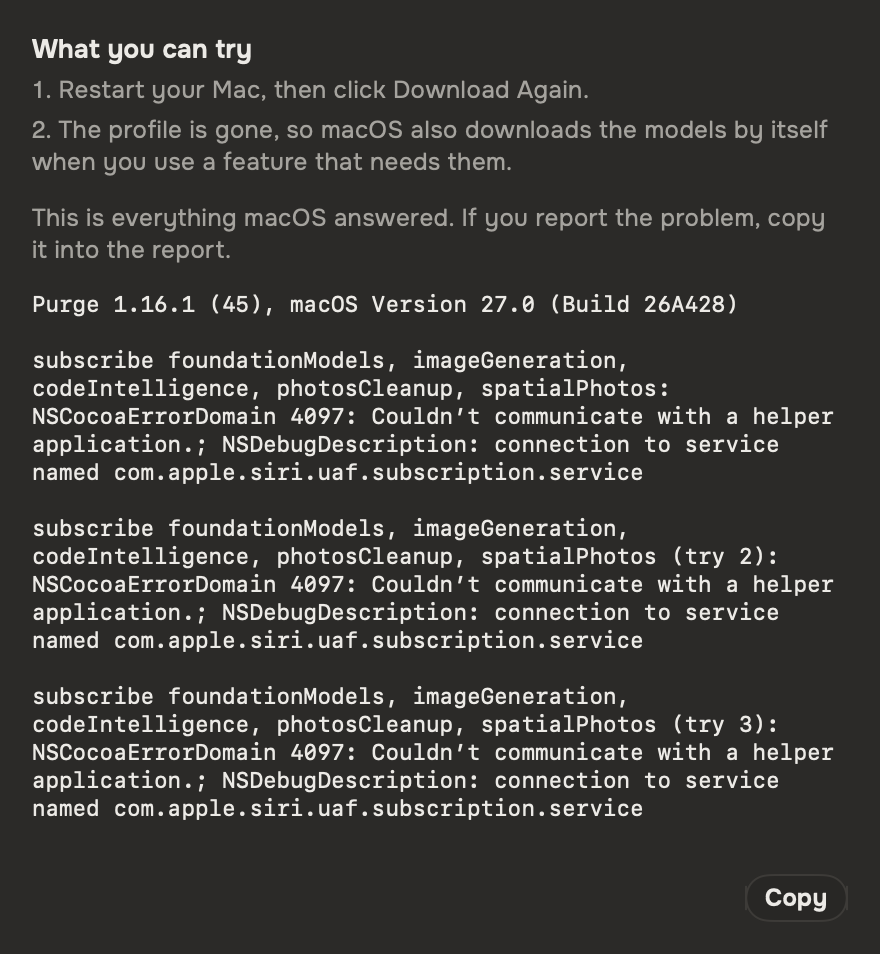 What you can try
1. Restart your Mac, then click Download Again.
2. The profile is gone, so macOS also downloads the models by itself
when you use a feature that needs them.
This is everything macOS answered. If you report the problem, copy
it into the report.
Purge 1.16.1 (45), macOS Version 27.0 (Build 26A428)
subscribe foundationModels, imageGeneration,
codeIntelligence, photosCleanup, spatialPhotos:
NSCocoaErrorDomain 4097: Couldn’t communicate with a helper
application.; NSDebugDescription: connection to service
named com.apple.siri.uaf.subscription.service
subscribe foundationModels, imageGeneration,
codeIntelligence, photosCleanup, spatialPhotos (try 2):
NSCocoaErrorDomain 4097: Couldn’t communicate with a helper
application.; NSDebugDescription: connection to service
named com.apple.siri.uaf.subscription.service
subscribe foundationModels, imageGeneration,
codeIntelligence, photosCleanup, spatialPhotos (try 3):
NSCocoaErrorDomain 4097: Couldn’t communicate with a helper
application.; NSDebugDescription: connection to service
named com.apple.siri.uaf.subscription.service
Copy